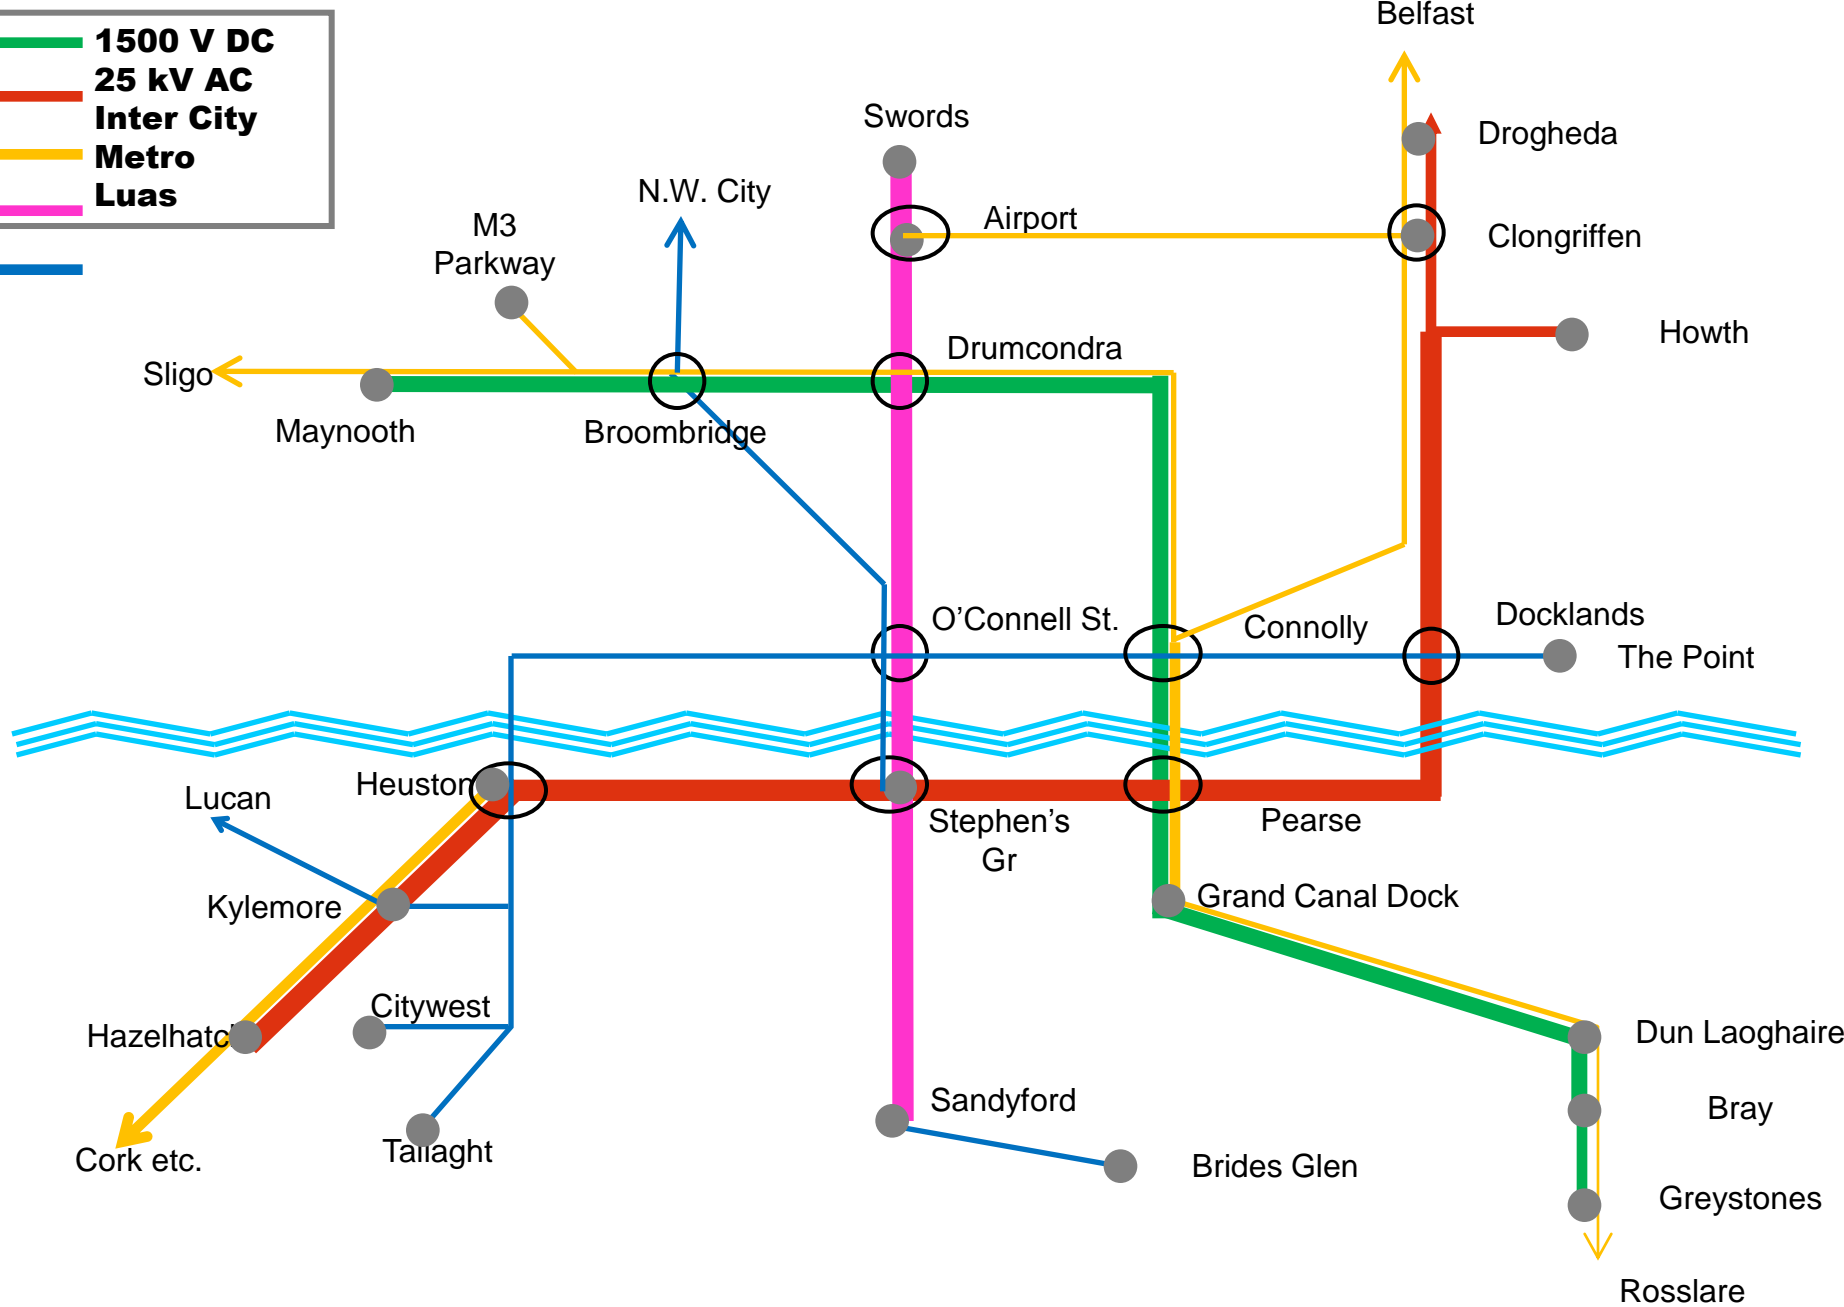 Belfast
1500 V DC
25 kV AC
Inter City
Metro
Luas
Swords
Drogheda
N.W. City
M3
Parkway
Airport
Clongriffen
Howth
Drumcondra
Sligo
Maynooth
Broombridge
O’Connell St.
Connolly
Docklands
The Point
Heuston
Lucan
Stephen’s
Gr
Pearse
Kylemore
Grand Canal Dock
Citywest
Hazelhatch
Dun Laoghaire
Sandyford
Bray
Cork etc.
Tallaght
Brides Glen
Greystones
Rosslare